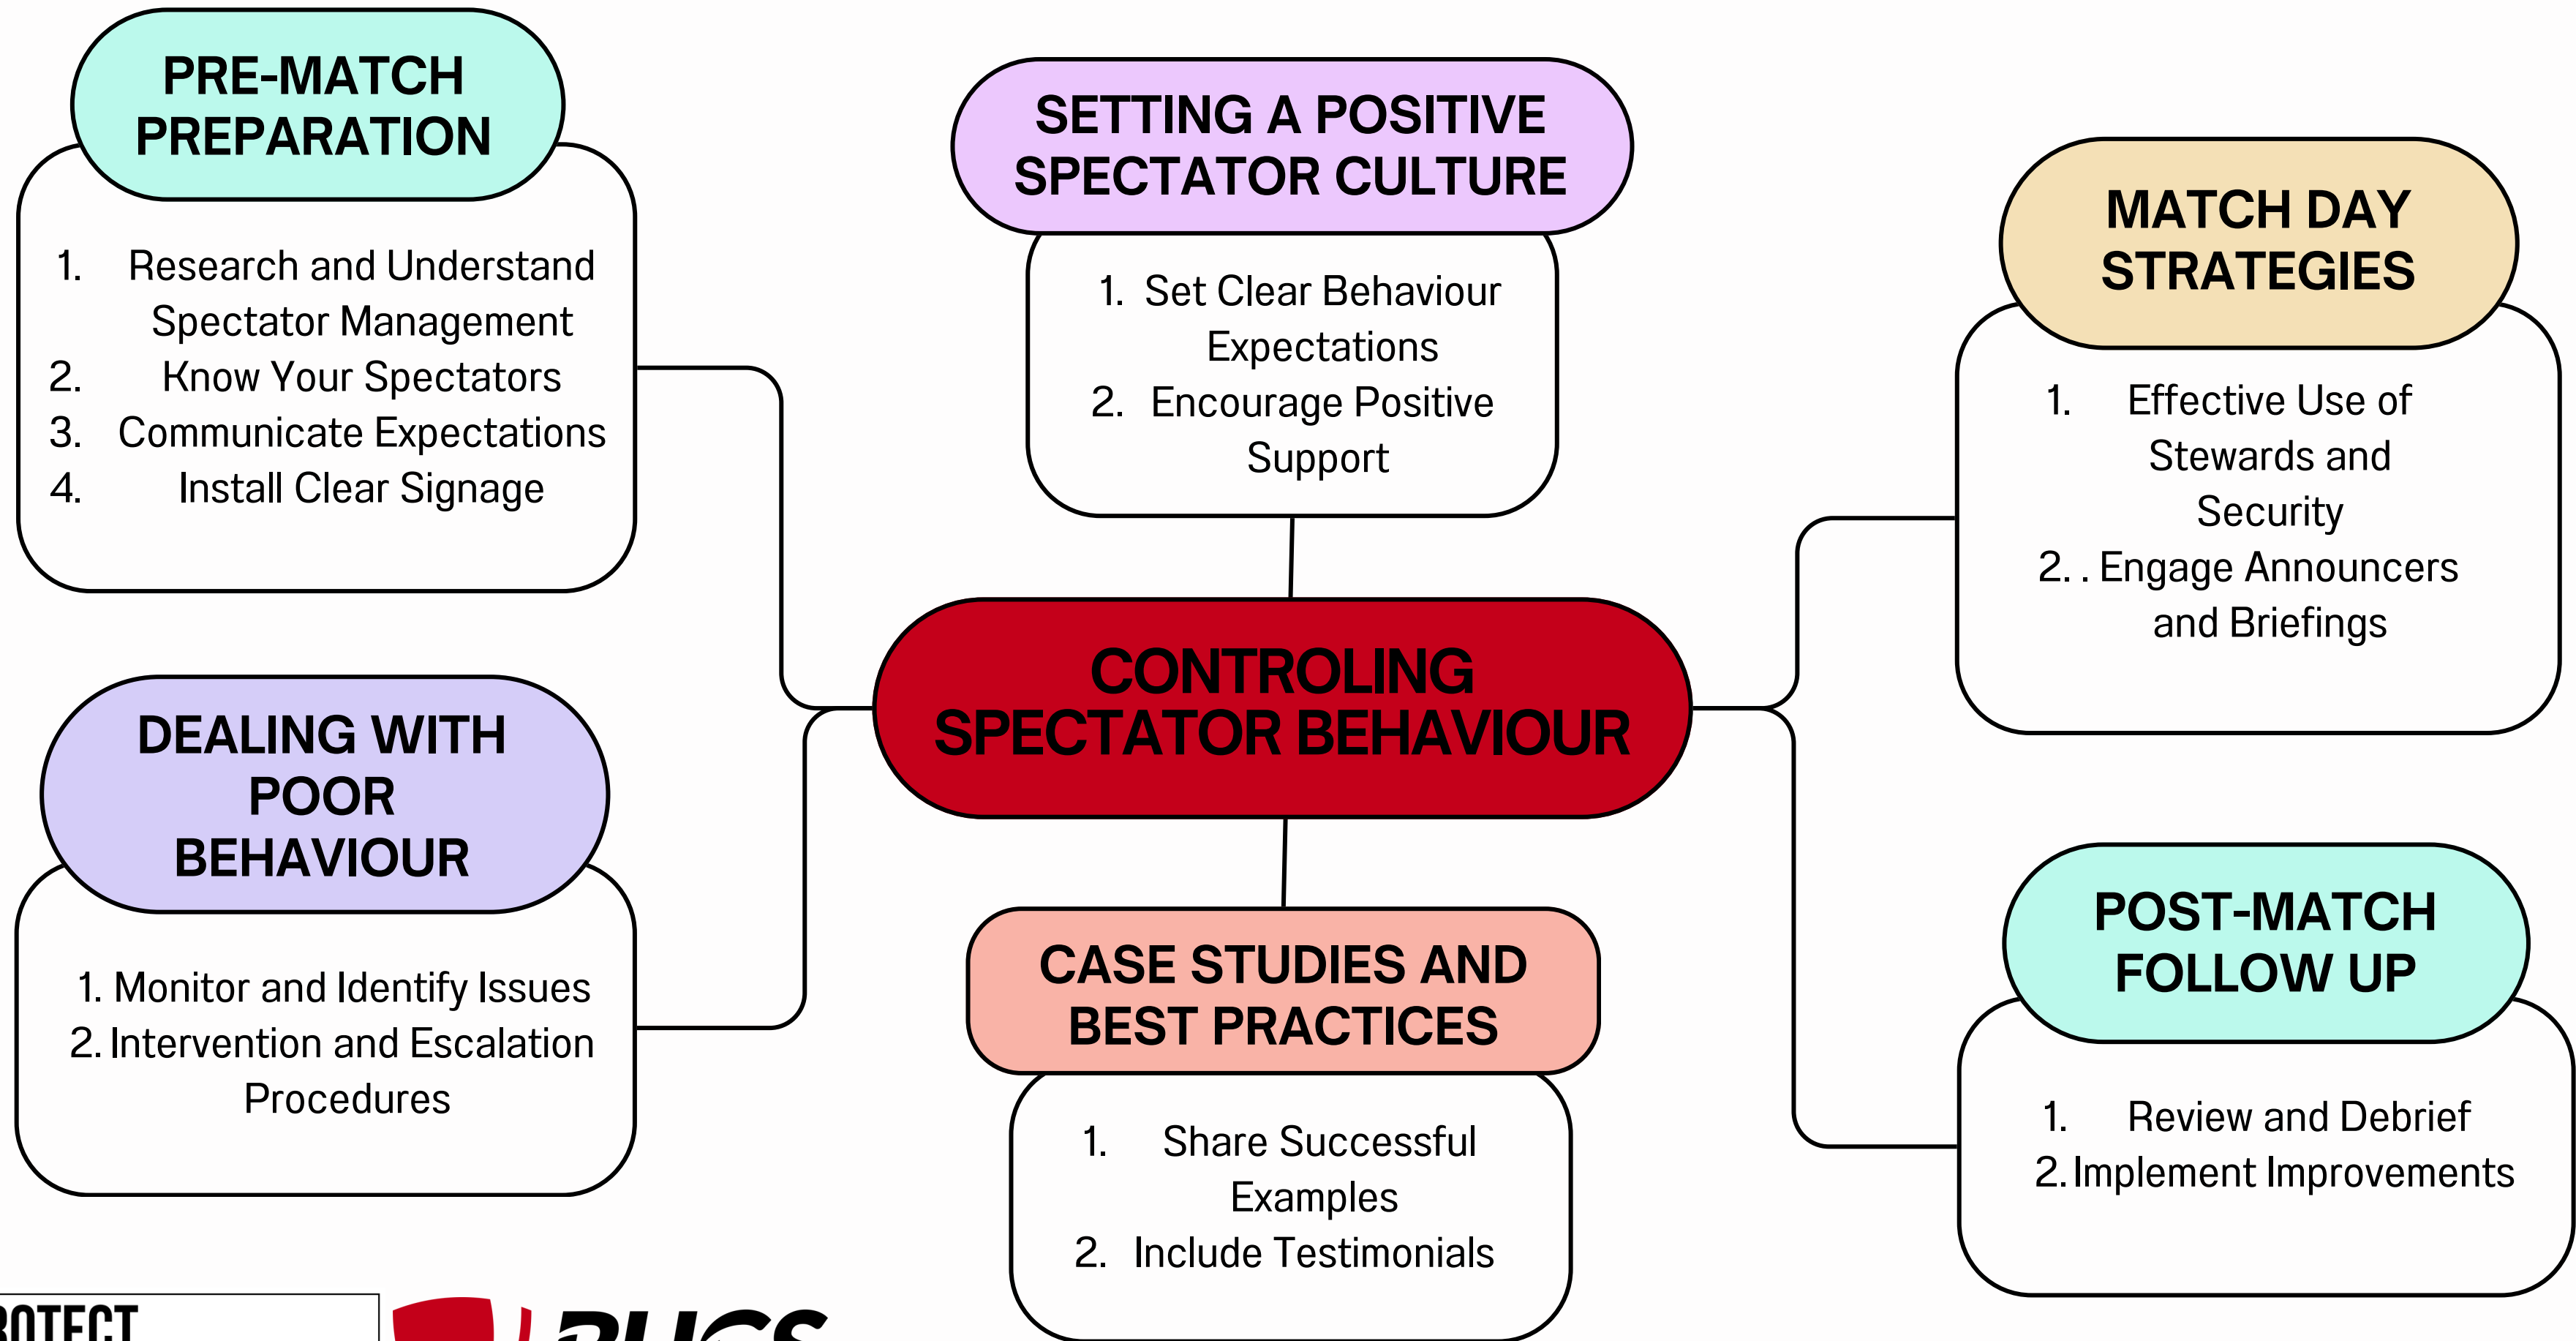 PRE-MATCH
PREPARATION
1. Research and Understand
Spectator Management
2. Know Your Spectators
3. Communicate Expectations
4. Install Clear Signage
SETTING A POSITIVE
SPECTATOR CULTURE
1. Set Clear Behaviour
Expectations
2. Encourage Positive
Support
MATCH DAY
STRATEGIES
1. Effective Use of
Stewards and
Security
2. . Engage Announcers
and Briefings
CONTROLING
SPECTATOR BEHAVIOUR
DEALING WITH
POOR
BEHAVIOUR
1. Monitor and Identify Issues
2. Intervention and Escalation
Procedures
CASE STUDIES AND
BEST PRACTICES
1. Share Successful
Examples
2. Include Testimonials
POST-MATCH
FOLLOW UP
1. Review and Debrief
2. Implement Improvements
BUCS